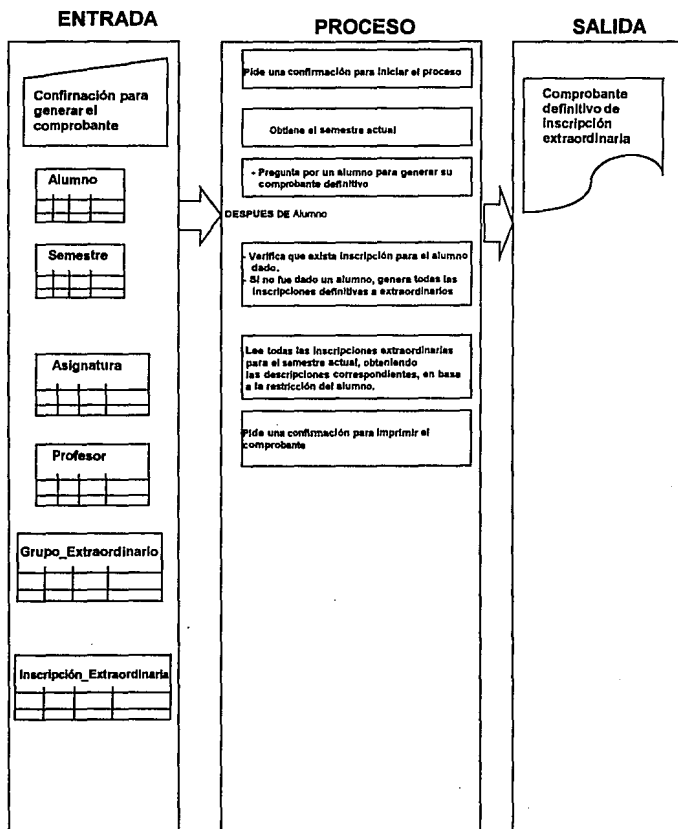 ENTRADA
Confirnación para
generar el
comprobante
Alumno
Semestre
Asignatura
Profesor
Grupo_Extraordinario
Inscripción_Extraordinaria
PROCESO
Pide una confirmación para iniciar el proceso
Obtiene el semestre actual
- Pregunta por un alumno para generar su
comprobante definitivo
DESPUES DE Alumno
- Verifica que exista inscripción para el alumno
dado.
- Si no fue dado un alumno, genera todas las
inscripciones definitivas a extraordinarios
Lee todas las inscripciones extraordinarias
para el semestre actual, obteniendo
las descripciones correspondientes, en base
a la restricción del alumno.
Pide una confirmación para imprimir el
comprobante
SALIDA
Comprobante
definitivo de
inscripción
extraordinaria